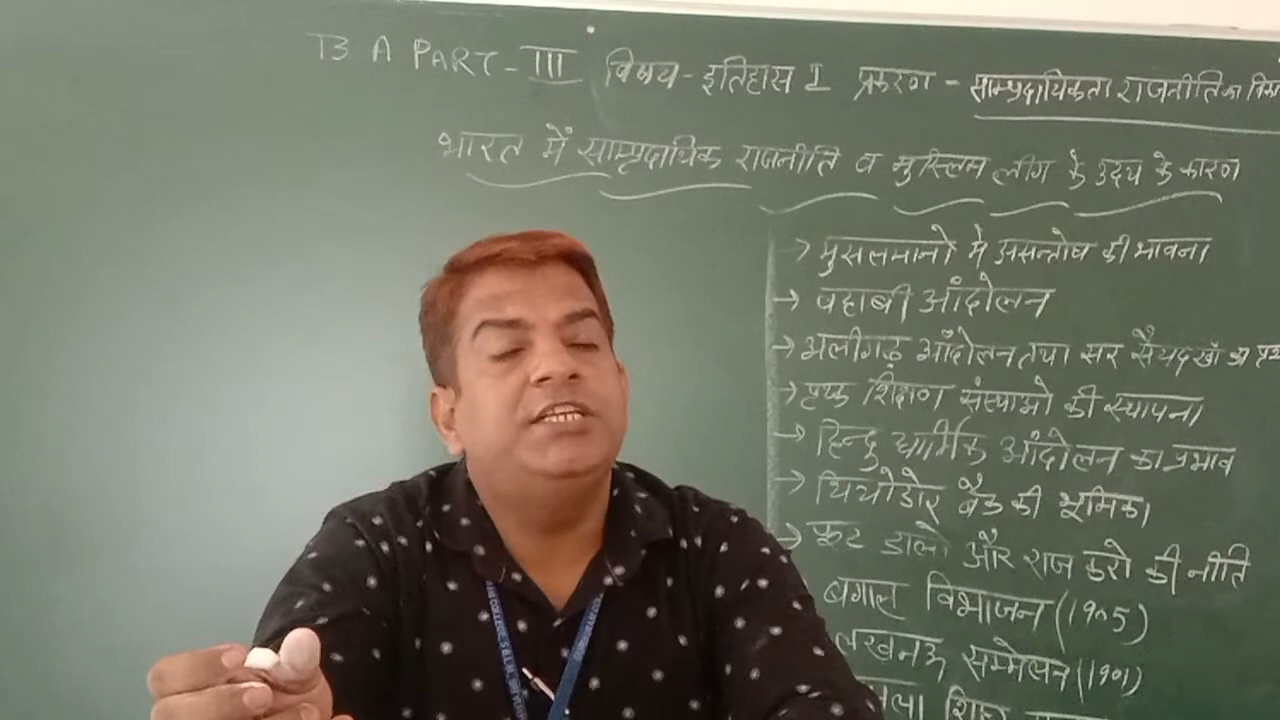 B A PART-III विषय-इतिहास I प्रकरण - साम्प्रदायिकता राजनीति का
भारत में साम्प्रदायिक राजनीति व मुस्लिम लीग के उदय के कारण
→ मुसलमानो मे असन्तोष की भावना
→ वहाबी आंदोलन
→ अलीगढ़ आँदोलन तथा सर सैयद खाँ का
→ पृथक शिक्षण संस्थाओ की स्थापना
→ हिन्दु धार्मिक आंदोलन का प्रभाव
→ थियोडोर बैक की भूमिका
→ फूट डालो और राज करो की नीति
बगाल विभाजन (1905)
लखनऊ सम्मेलन (1901)